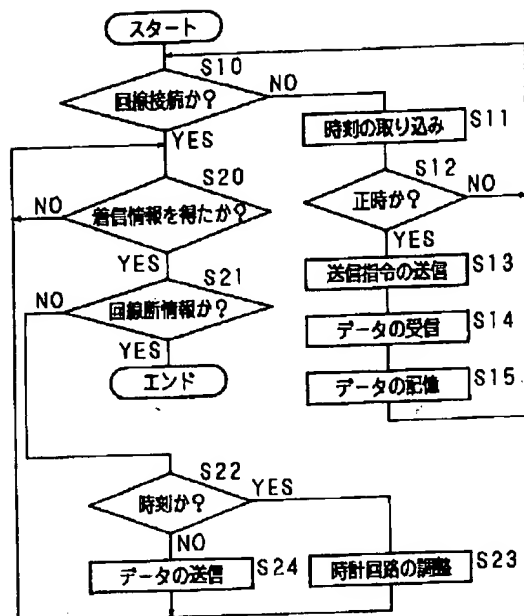 スタート
S10
回線接続か?
NO
YES
時刻の取り込み
S11
S12
正時か?
NO
YES
送信指令の送信
S13
データの受信
S14
データの記憶
S15
S20
NO
着信情報を得たか?
YES
S21
NO
回線断情報か?
YES
エンド
S22
時刻か?
YES
NO
データの送信
S24
時計回路の調整
S23